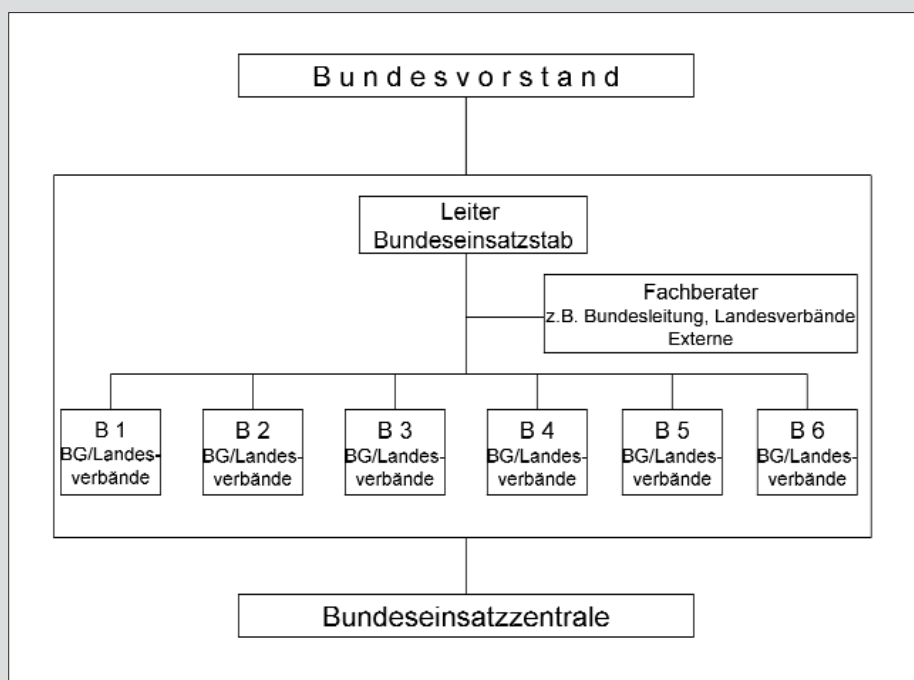 Bundesvorstand
Leiter
Bundeseinsatzstab
Fachberater
z.B. Bundesleitung, Landesverbände
Externe
B 1
BG/Landes-
verbände
B 2
BG/Landes-
verbände
B 3
BG/Landes-
verbände
B 4
BG/Landes-
verbände
B 5
BG/Landes-
verbände
B 6
BG/Landes-
verbände
Bundeseinsatzzentrale